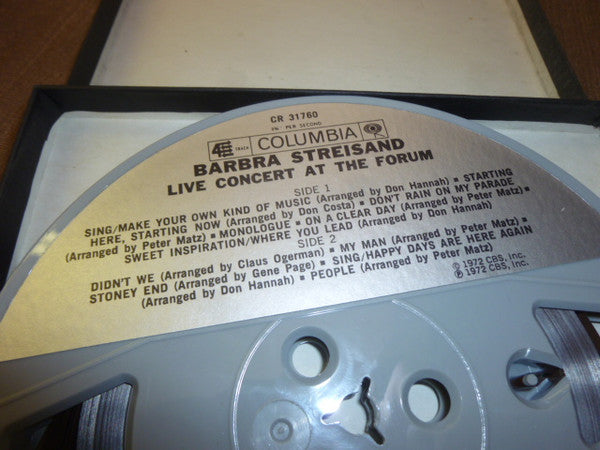 CR 31760
3¾ PER SECOND
4 TRACK COLUMBIA
BARBRA STREISAND
LIVE CONCERT AT THE FORUM
SIDE 1
SING/MAKE YOUR OWN KIND OF MUSIC (Arranged by Don Hannah) • STARTING
HERE, STARTING NOW (Arranged by Don Costa) • DON'T RAIN ON MY PARADE
(Arranged by Peter Matz) • MONOLOGUE • ON A CLEAR DAY (Arranged by Peter Matz) •
SWEET INSPIRATION/WHERE YOU LEAD (Arranged by Don Hannah)
SIDE 2
DIDN'T WE (Arranged by Claus Ogerman) • MY MAN (Arranged by Peter Matz) •
STONEY END (Arranged by Gene Page) • SING/HAPPY DAYS ARE HERE AGAIN
(Arranged by Don Hannah) • PEOPLE (Arranged by Peter Matz)
© 1972 CBS, Inc.
℗ 1972 CBS, Inc.